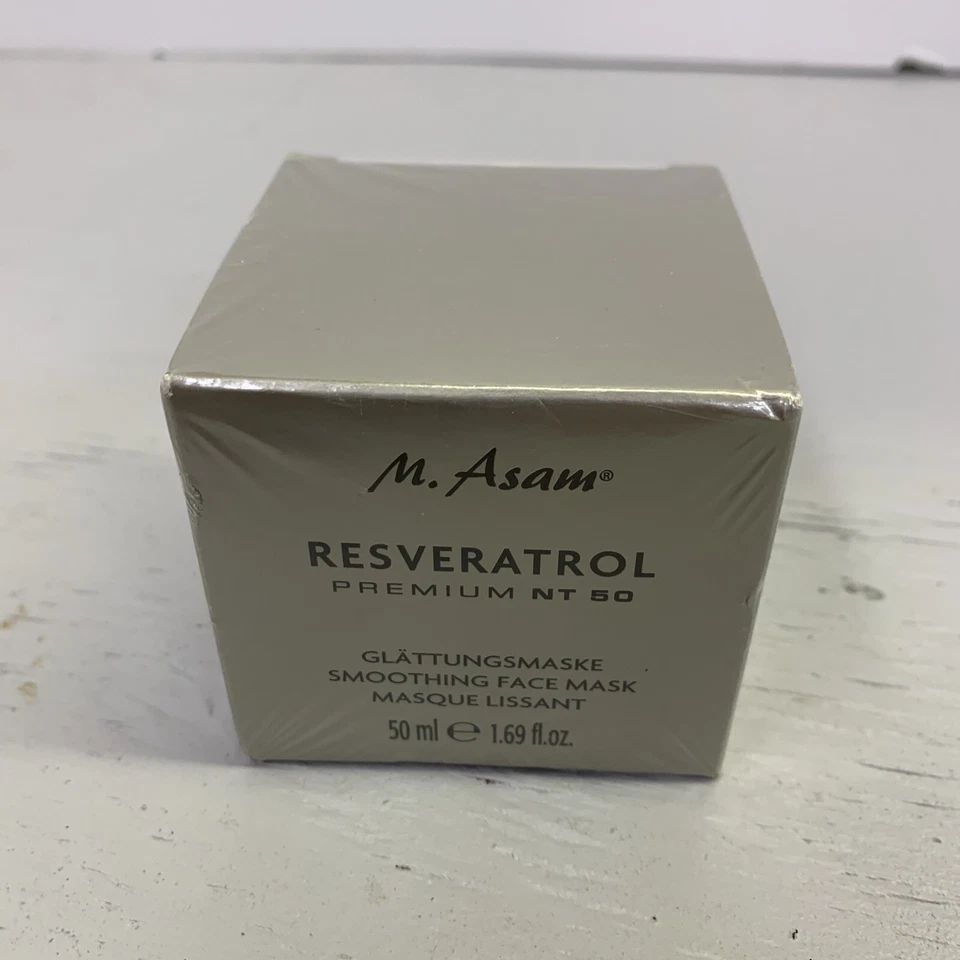 M. Asam®
RESVERATROL
PREMIUM NT 50
GLÄTTUNGSMASKE
SMOOTHING FACE MASK
MASQUE LISSANT
50 ml ℮ 1.69 fl.oz.